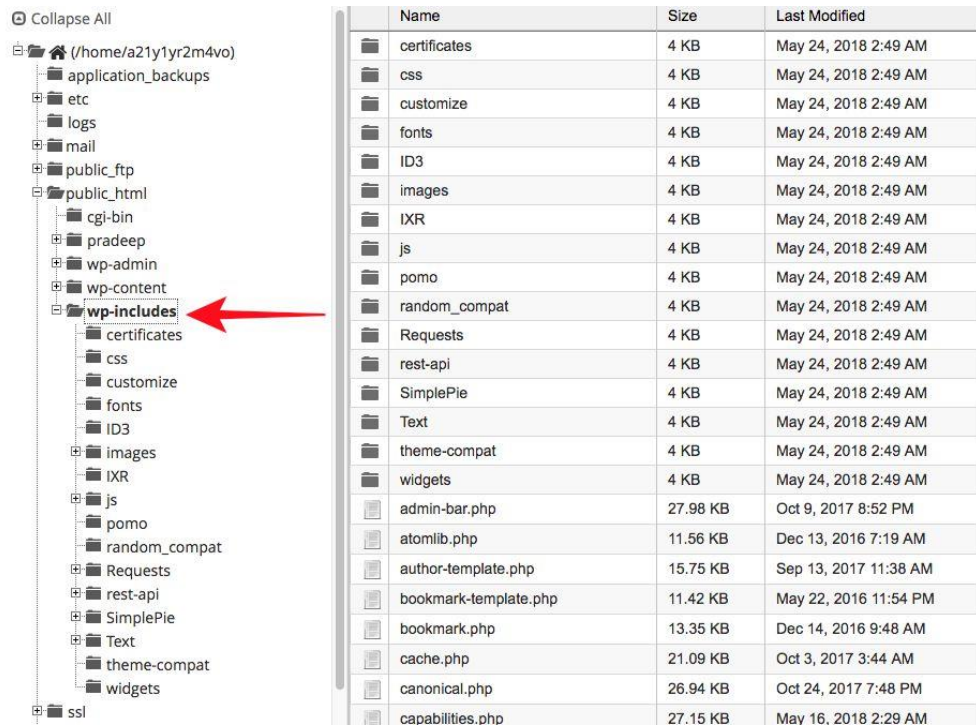 Collapse All
(/home/a21y1yr2m4vo)
application_backups
etc
logs
mail
public_ftp
public_html
cgi-bin
pradeep
wp-admin
wp-content
wp-includes
certificates
css
customize
fonts
ID3
images
IXR
js
pomo
random_compat
Requests
rest-api
SimplePie
Text
theme-compat
widgets
ssl
Name Size Last Modified
certificates 4 KB May 24, 2018 2:49 AM
css 4 KB May 24, 2018 2:49 AM
customize 4 KB May 24, 2018 2:49 AM
fonts 4 KB May 24, 2018 2:49 AM
ID3 4 KB May 24, 2018 2:49 AM
images 4 KB May 24, 2018 2:49 AM
IXR 4 KB May 24, 2018 2:49 AM
js 4 KB May 24, 2018 2:49 AM
pomo 4 KB May 24, 2018 2:49 AM
random_compat 4 KB May 24, 2018 2:49 AM
Requests 4 KB May 24, 2018 2:49 AM
rest-api 4 KB May 24, 2018 2:49 AM
SimplePie 4 KB May 24, 2018 2:49 AM
Text 4 KB May 24, 2018 2:49 AM
theme-compat 4 KB May 24, 2018 2:49 AM
widgets 4 KB May 24, 2018 2:49 AM
admin-bar.php 27.98 KB Oct 9, 2017 8:52 PM
atomlib.php 11.56 KB Dec 13, 2016 7:19 AM
author-template.php 15.75 KB Sep 13, 2017 11:38 AM
bookmark-template.php 11.42 KB May 22, 2016 11:54 PM
bookmark.php 13.35 KB Dec 14, 2016 9:48 AM
cache.php 21.09 KB Oct 3, 2017 3:44 AM
canonical.php 26.94 KB Oct 24, 2017 7:48 PM
capabilities.php 27.15 KB May 16, 2018 2:29 AM